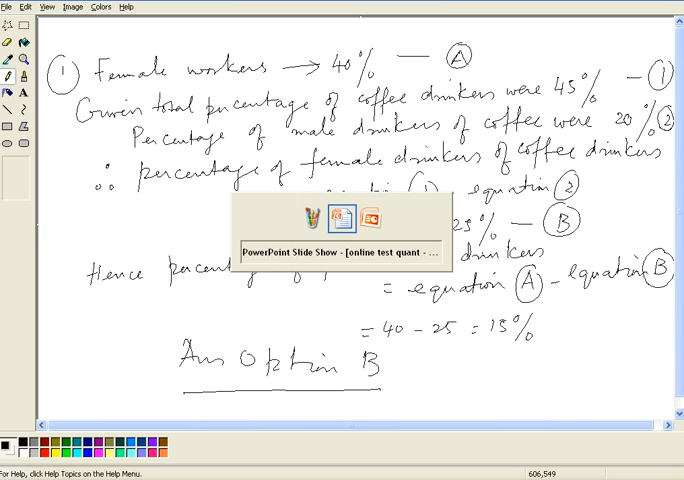 File Edit View Image Colors Help
① Female workers → 40% — Ⓐ
Given total percentage of coffee drinkers were 45% — ①
Percentage of male drinkers of coffee were 20% ②
∴ percentage of female drinkers of coffee drinkers
① equation ②
25% — Ⓑ
PowerPoint Slide Show - [online test quant - ...
Hence percentage of drinkers
= equation Ⓐ - equation Ⓑ
= 40 - 25 = 15%
Ans Option B
For Help, click Help Topics on the Help Menu.
606,549